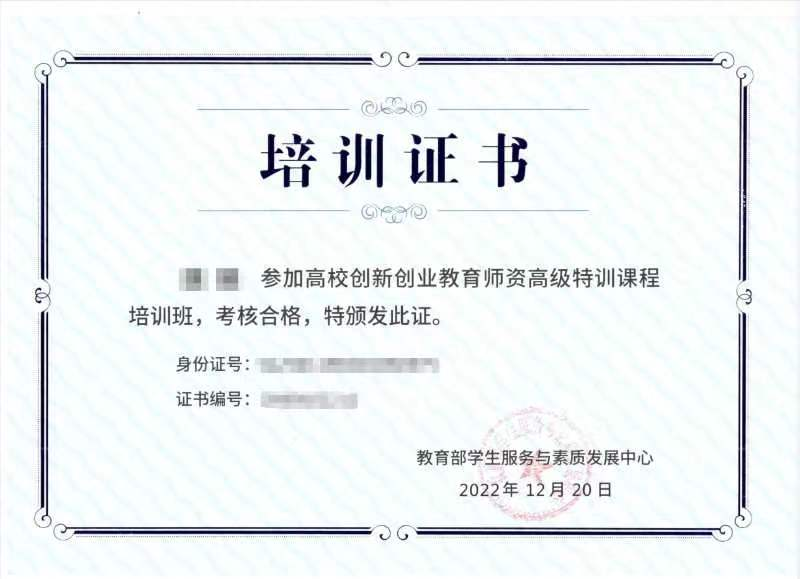 培训证书
参加高校创新创业教育师资高级特训课程
培训班，考核合格，特颁发此证。
身份证号：
证书编号：
教育部学生服务与素质发展中心
2022年12月20日